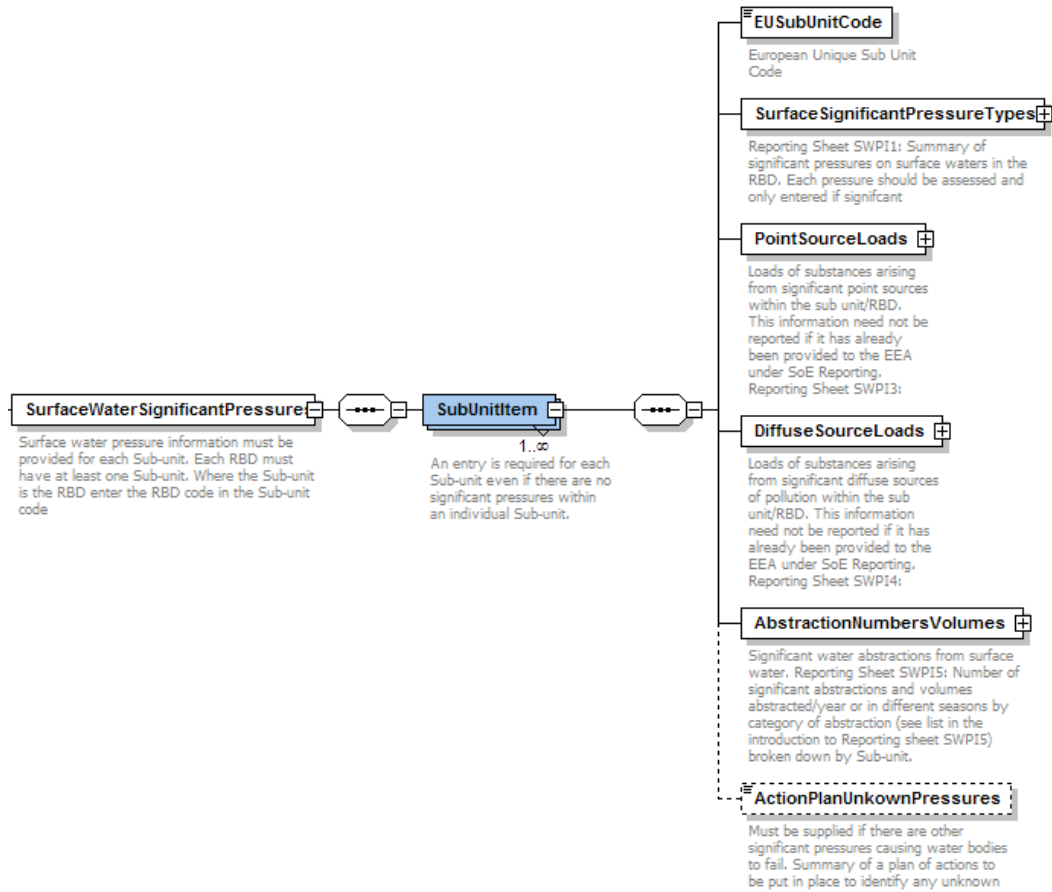 EUSubUnitCode
European Unique Sub Unit
Code
SurfaceSignificantPressureTypes
Reporting Sheet SWPI1: Summary of
significant pressures on surface waters in the
RBD. Each pressure should be assessed and
only entered if signifcant
PointSourceLoads
Loads of substances arising
from significant point sources
within the sub unit/RBD.
This information need not be
reported if it has already
been provided to the EEA
under SoE Reporting.
Reporting Sheet SWPI3:
SurfaceWaterSignificantPressures
Surface water pressure information must be
provided for each Sub-unit. Each RBD must
have at least one Sub-unit. Where the Sub-unit
is the RBD enter the RBD code in the Sub-unit
code
SubUnitItem
1..∞
An entry is required for each
Sub-unit even if there are no
significant pressures within
an individual Sub-unit.
DiffuseSourceLoads
Loads of substances arising
from significant diffuse sources
of pollution within the sub
unit/RBD. This information
need not be reported if it has
already been provided to the
EEA under SoE Reporting.
Reporting Sheet SWPI4:
AbstractionNumbersVolumes
Significant water abstractions from surface
water. Reporting Sheet SWPI5: Number of
significant abstractions and volumes
abstracted/year or in different seasons by
category of abstraction (see list in the
introduction to Reporting sheet SWPI5)
broken down by Sub-unit.
ActionPlanUnkownPressures
Must be supplied if there are other
significant pressures causing water bodies
to fail. Summary of a plan of actions to
be put in place to identify any unknown